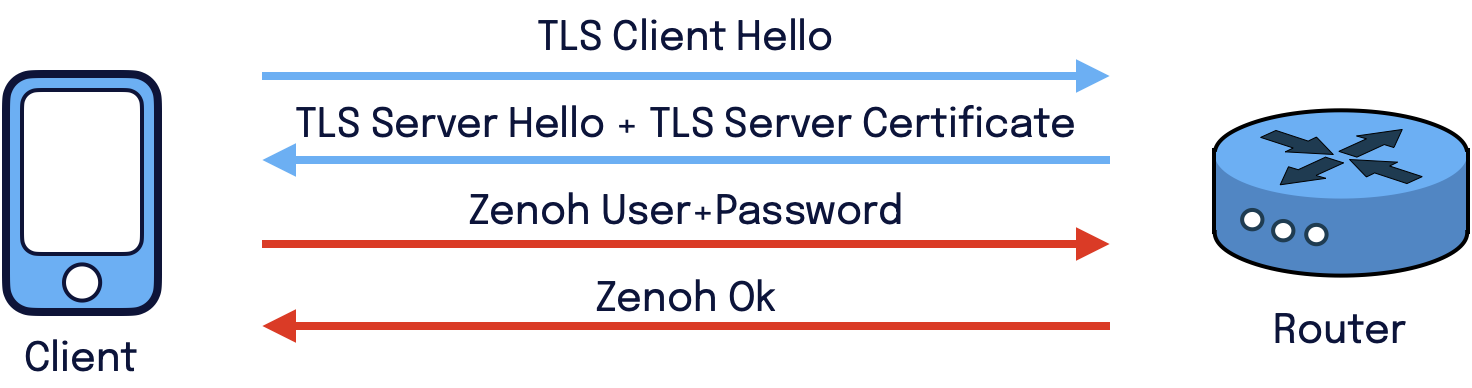 TLS Client Hello
TLS Server Hello + TLS Server Certificate
Zenoh User+Password
Zenoh Ok
Client
Router